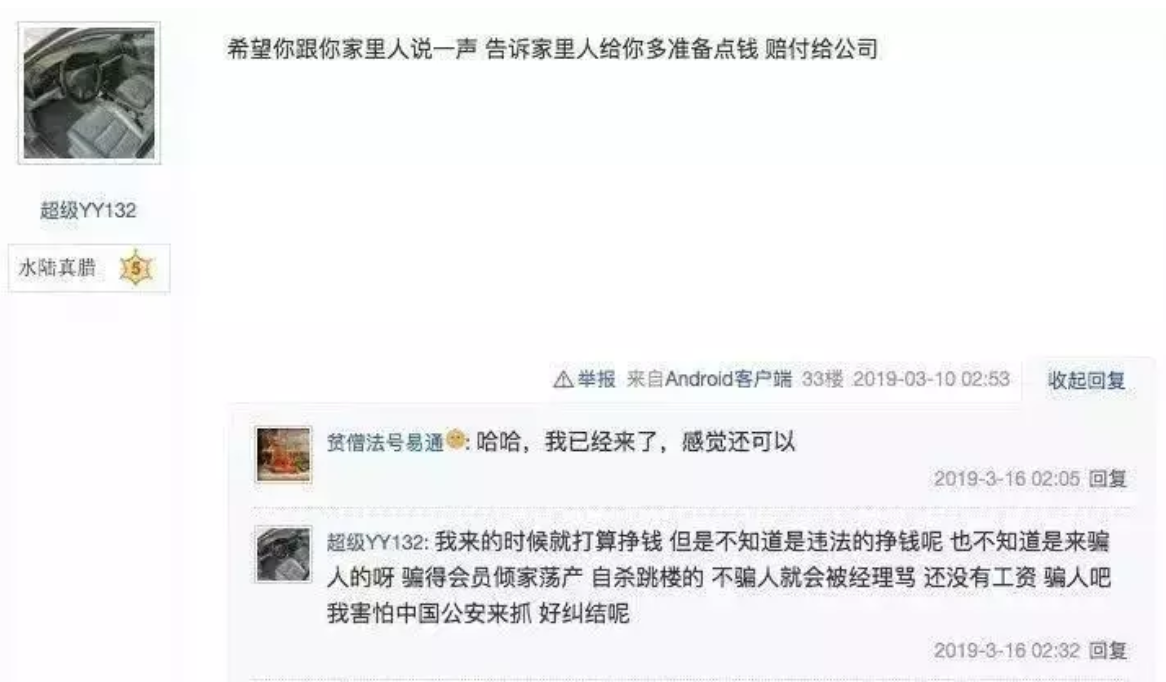 希望你跟你家里人说一声 告诉家里人给你多准备点钱 赔付给公司
超级YY132
水陆真腊 5
举报 来自Android客户端 33楼 2019-03-10 02:53 收起回复
贫僧法号易通: 哈哈，我已经来了，感觉还可以
2019-3-16 02:05 回复
超级YY132: 我来的时候就打算挣钱 但是不知道是违法的挣钱呢 也不知道是来骗
人的呀 骗得会员倾家荡产 自杀跳楼的 不骗人就会被经理骂 还没有工资 骗人吧
我害怕中国公安来抓 好纠结呢
2019-3-16 02:32 回复